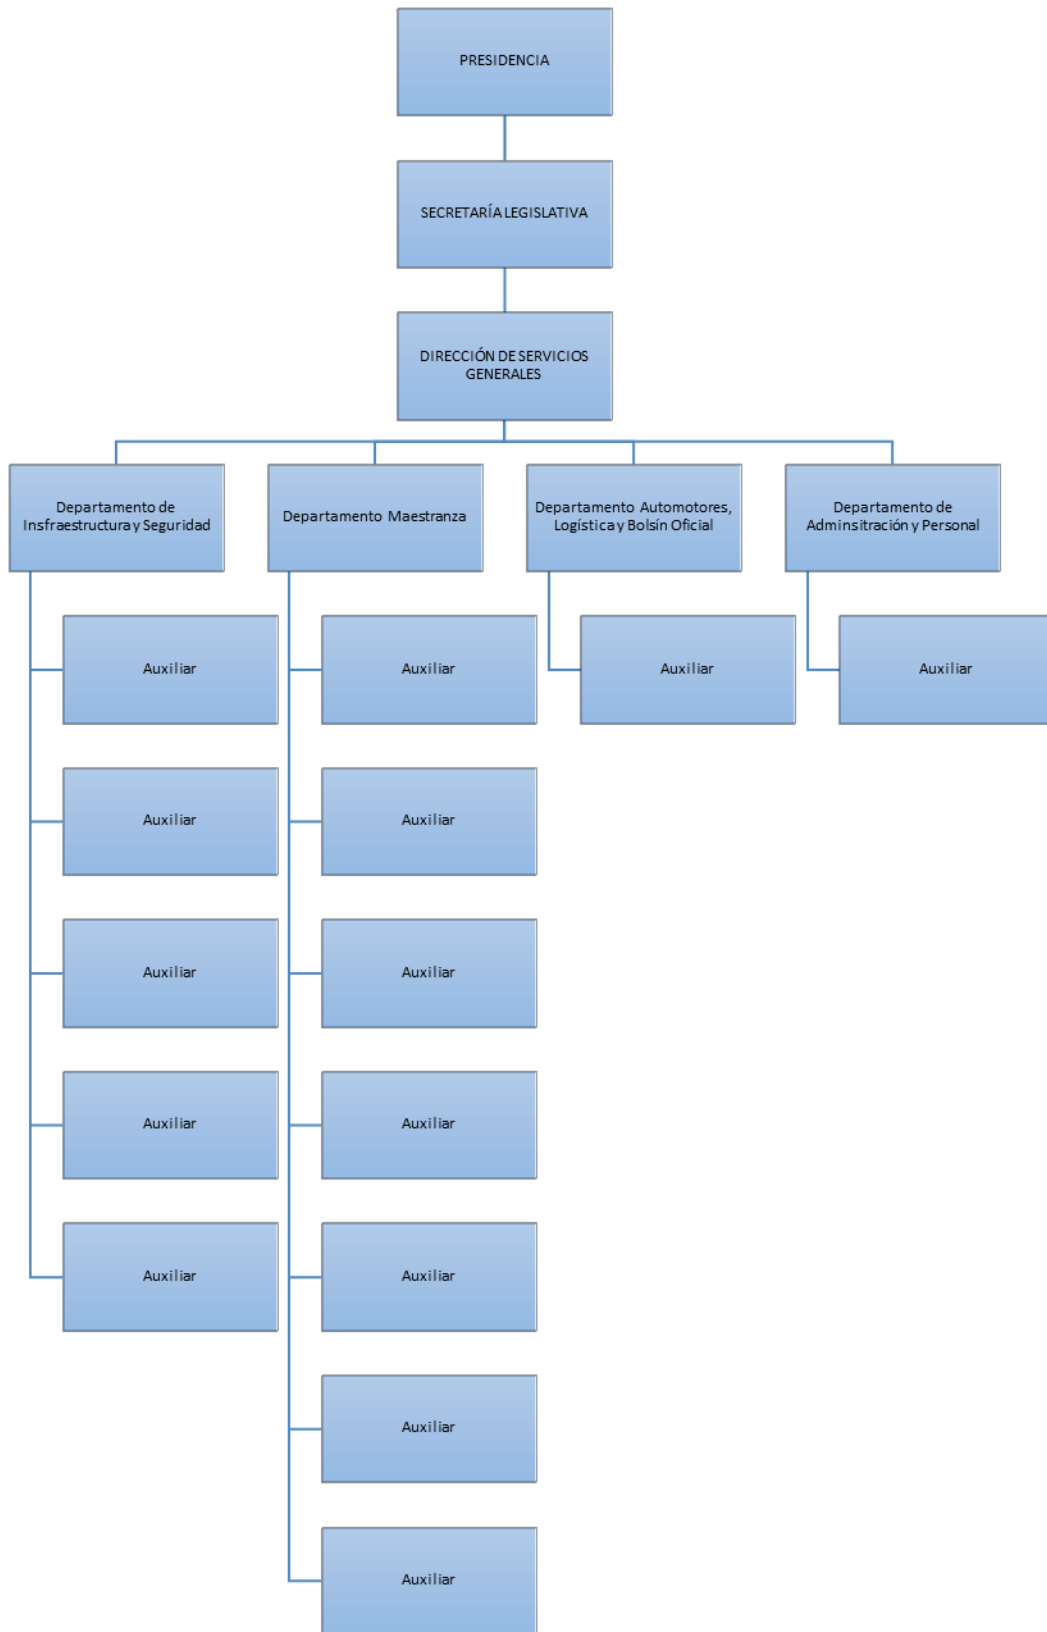 PRESIDENCIA
SECRETARÍA LEGISLATIVA
DIRECCIÓN DE SERVICIOS
GENERALES
Departamento de
Insfraestructura y Seguridad
Departamento Maestranza
Departamento Automotores,
Logística y Bolsín Oficial
Departamento de
Adminsitración y Personal
Auxiliar
Auxiliar
Auxiliar
Auxiliar
Auxiliar
Auxiliar
Auxiliar
Auxiliar
Auxiliar
Auxiliar
Auxiliar
Auxiliar
Auxiliar
Auxiliar